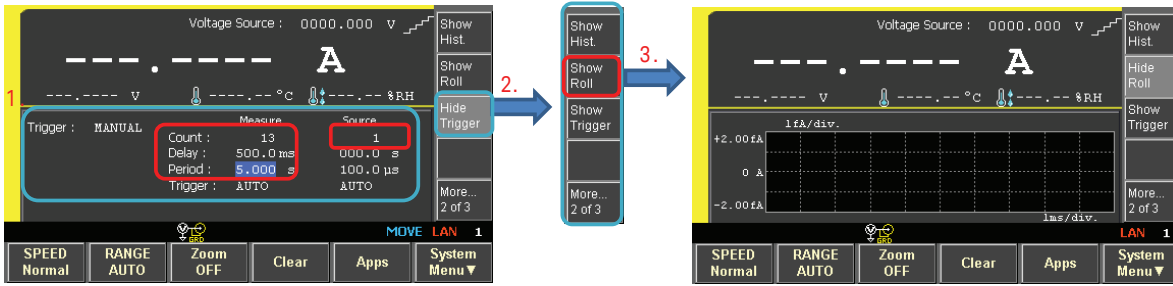 Voltage Source : 0000.000 V
---.---- A
---.---- V ----.-- °C ---.-- %RH
1
Trigger : MANUAL
Measure Source
Count : 13 1
Delay : 500.0 ms 000.0 s
Period : 5.000 s 100.0 µs
Trigger : AUTO AUTO
Show Hist.
Show Roll
Hide Trigger
More...
2 of 3
GRD
MOVE LAN 1
SPEED Normal
RANGE AUTO
Zoom OFF
Clear
Apps
System Menu▼
2.
Show Hist.
Show Roll
Show Trigger
More...
2 of 3
3.
Voltage Source : 0000.000 V
---.---- A
---.---- V ----.-- °C ---.-- %RH
1fA/div.
+2.00fA
0 A
-2.00fA
1ms/div.
Show Hist.
Hide Roll
Show Trigger
More...
2 of 3
GRD
LAN 1
SPEED Normal
RANGE AUTO
Zoom OFF
Clear
Apps
System Menu▼